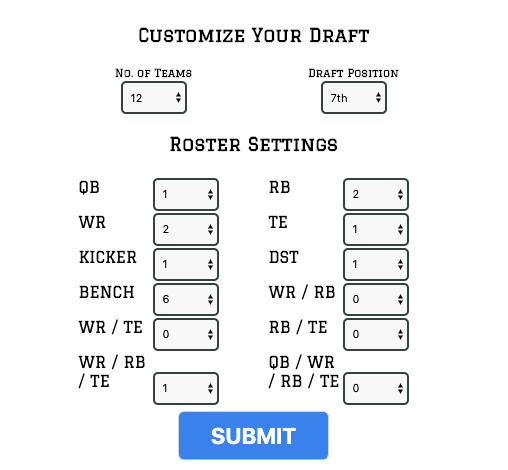 Customize Your Draft
No. of Teams Draft Position
12 7th
Roster Settings
QB 1 RB 2
WR 2 TE 1
KICKER 1 DST 1
BENCH 6 WR / RB 0
WR / TE 0 RB / TE 0
WR / RB QB / WR
/ TE 1 / RB / TE 0
SUBMIT